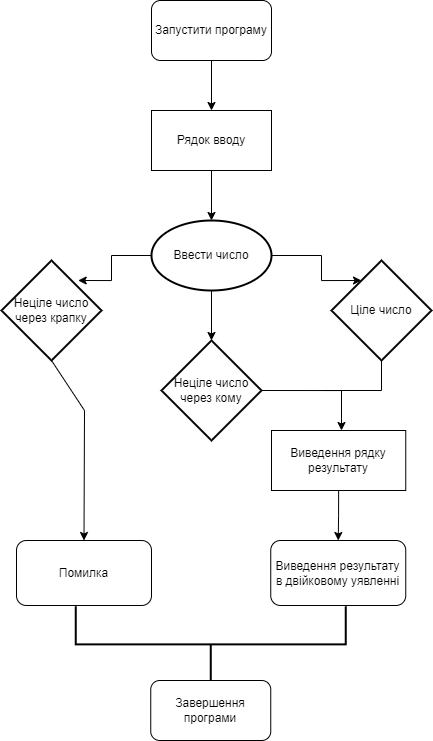 Запустити програму
Рядок вводу
Ввести число
Нециле число
через крапку
Ціле число
Неціле число
через кому
Виведення рядку
результату
Помилка
Виведення результату
в двійковому уявленні
Завершення
програми